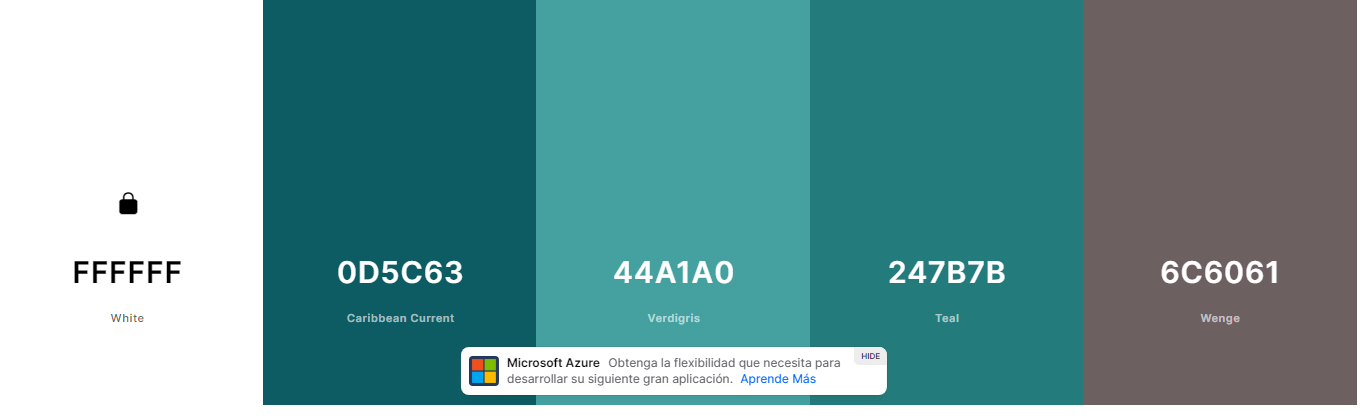 FFFFFF
White
0D5C63
Caribbean Current
44A1A0
Verdigris
247B7B
Teal
6C6061
Wenge
Microsoft Azure Obtenga la flexibilidad que necesita para
desarrollar su siguiente gran aplicación. Aprende Más
HIDE